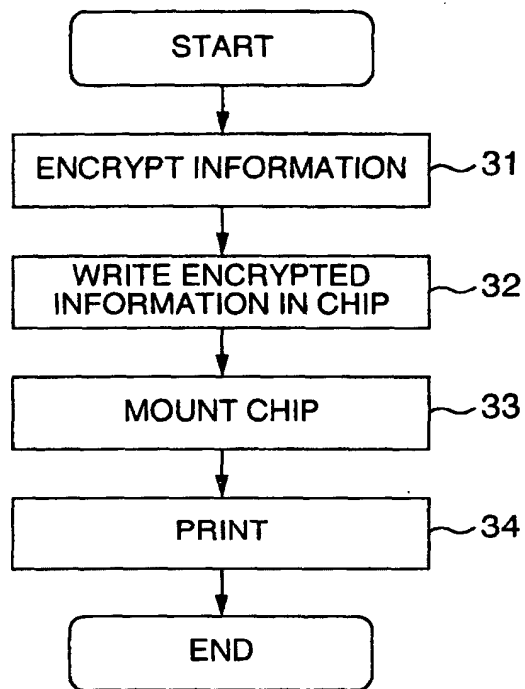 START
ENCRYPT INFORMATION
31
WRITE ENCRYPTED
INFORMATION IN CHIP
32
MOUNT CHIP
33
PRINT
34
END